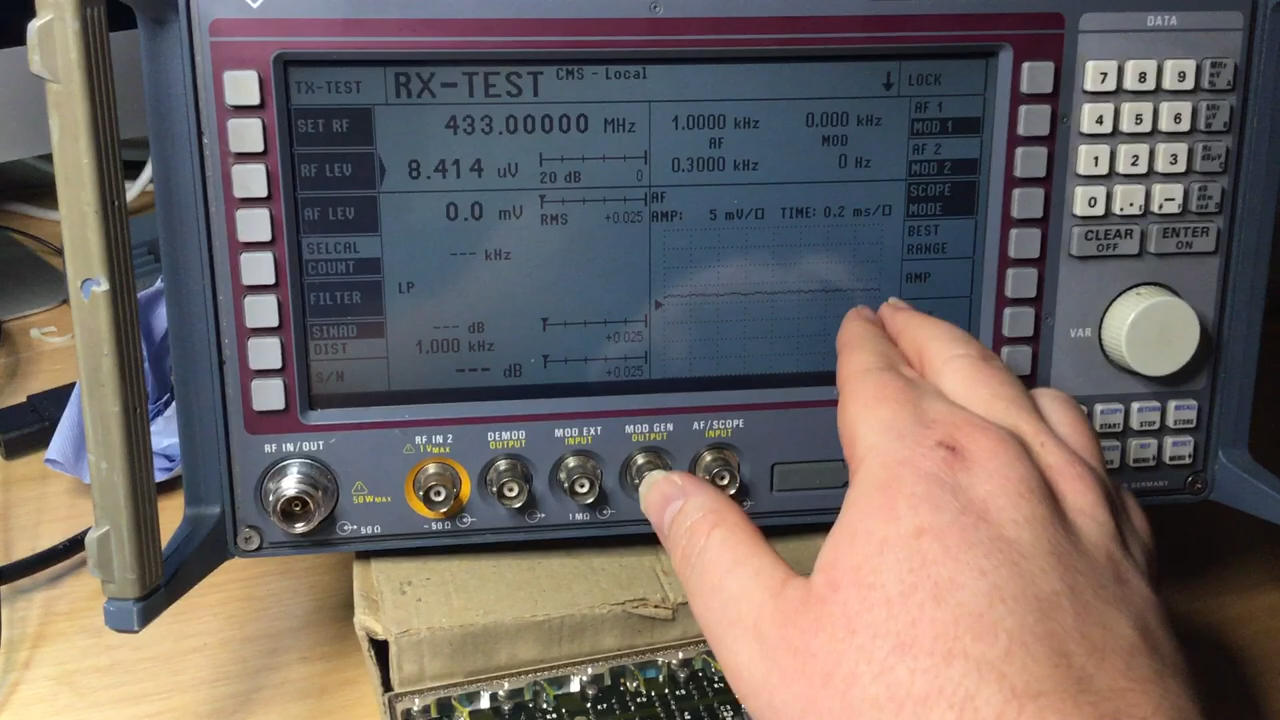 DATA
TX-TEST
RX-TEST
CMS - Local
LOCK
SET RF
433.00000 MHz
1.0000 kHz
0.000 kHz
AF 1
MOD 1
AF
MOD
RF LEV
8.414 uV
20 dB
0
0.3000 kHz
0 Hz
AF 2
MOD 2
AF LEV
0.0 mV
RMS
+0.025
AF
AMP: 5 mV/□ TIME: 0.2 ms/□
SCOPE
MODE
SELCAL
COUNT
--- kHz
BEST
RANGE
FILTER
LP
AMP
SINAD
DIST
--- dB
1.000 kHz
+0.025
S/N
--- dB
+0.025
7 8 9
4 5 6
1 2 3
0
CLEAR
OFF
ENTER
ON
VAR
START
STOP
STORE
RF IN/OUT
50 WMAX
50 Ω
RF IN 2
1 VMAX
~50 Ω
DEMOD
OUTPUT
MOD EXT
INPUT
1 MΩ
MOD GEN
OUTPUT
AF/SCOPE
INPUT
GERMANY